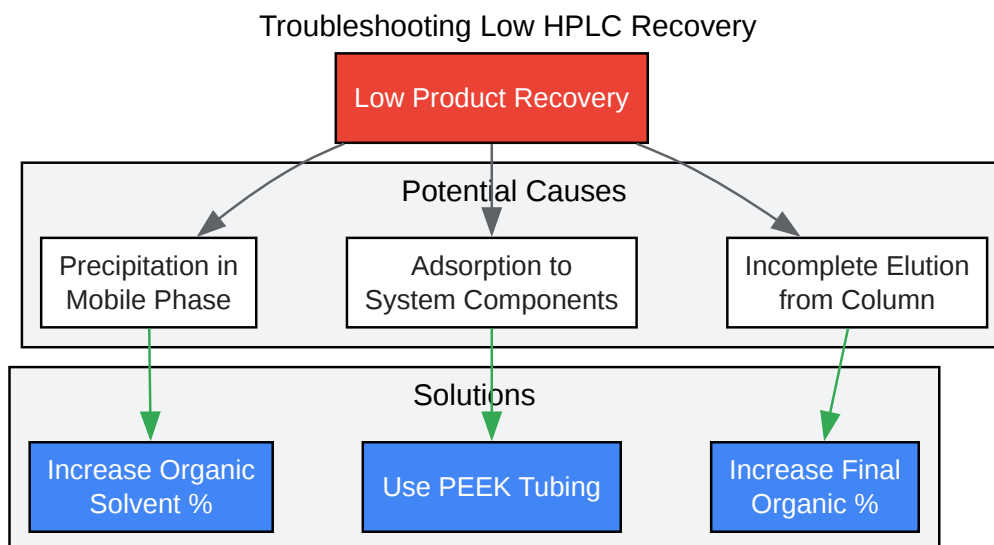 Troubleshooting Low HPLC Recovery
Low Product Recovery
Potential Causes
Precipitation in
Mobile Phase
Adsorption to
System Components
Incomplete Elution
from Column
Solutions
Increase Organic
Solvent %
Use PEEK Tubing
Increase Final
Organic %